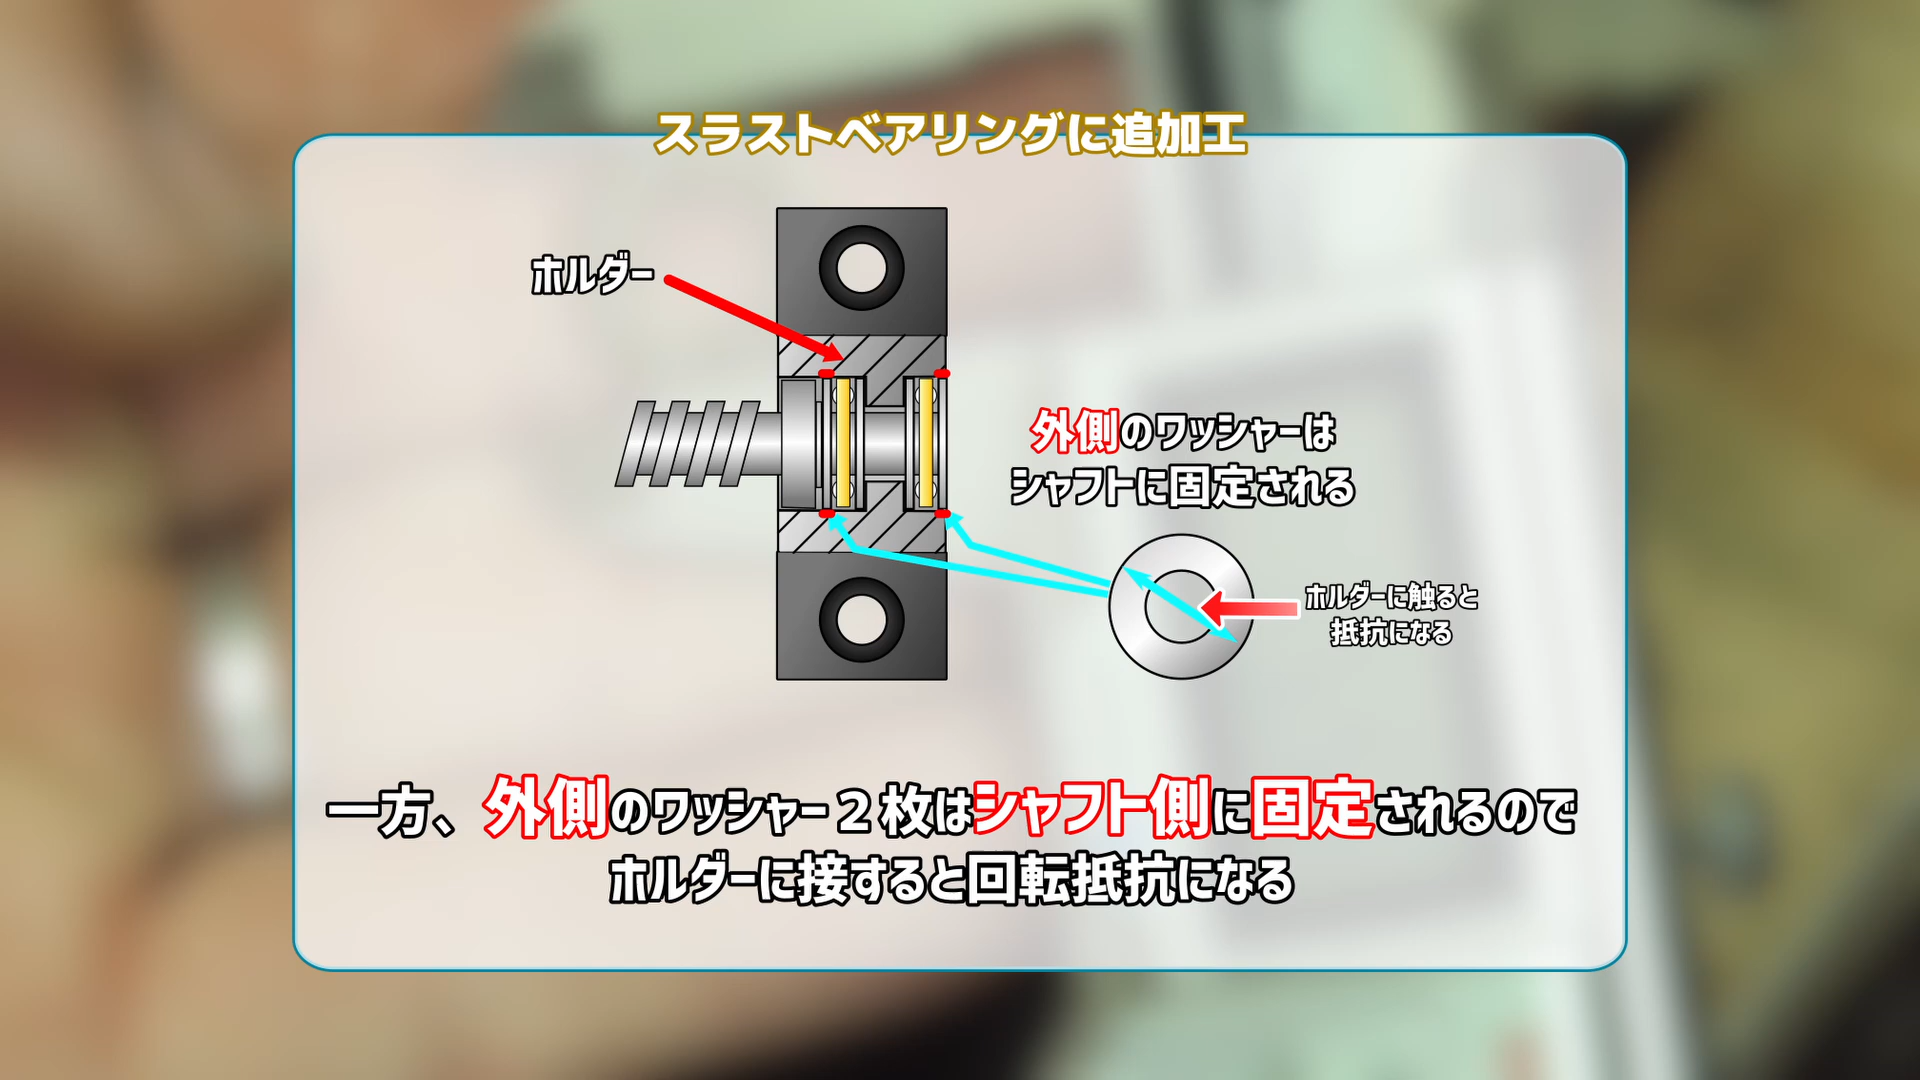 スラストベアリングに追加工
ホルダー
外側のワッシャーは
シャフトに固定される
ホルダーに触ると
抵抗になる
一方、外側のワッシャー２枚はシャフト側に固定されるので
ホルダーに接すると回転抵抗になる